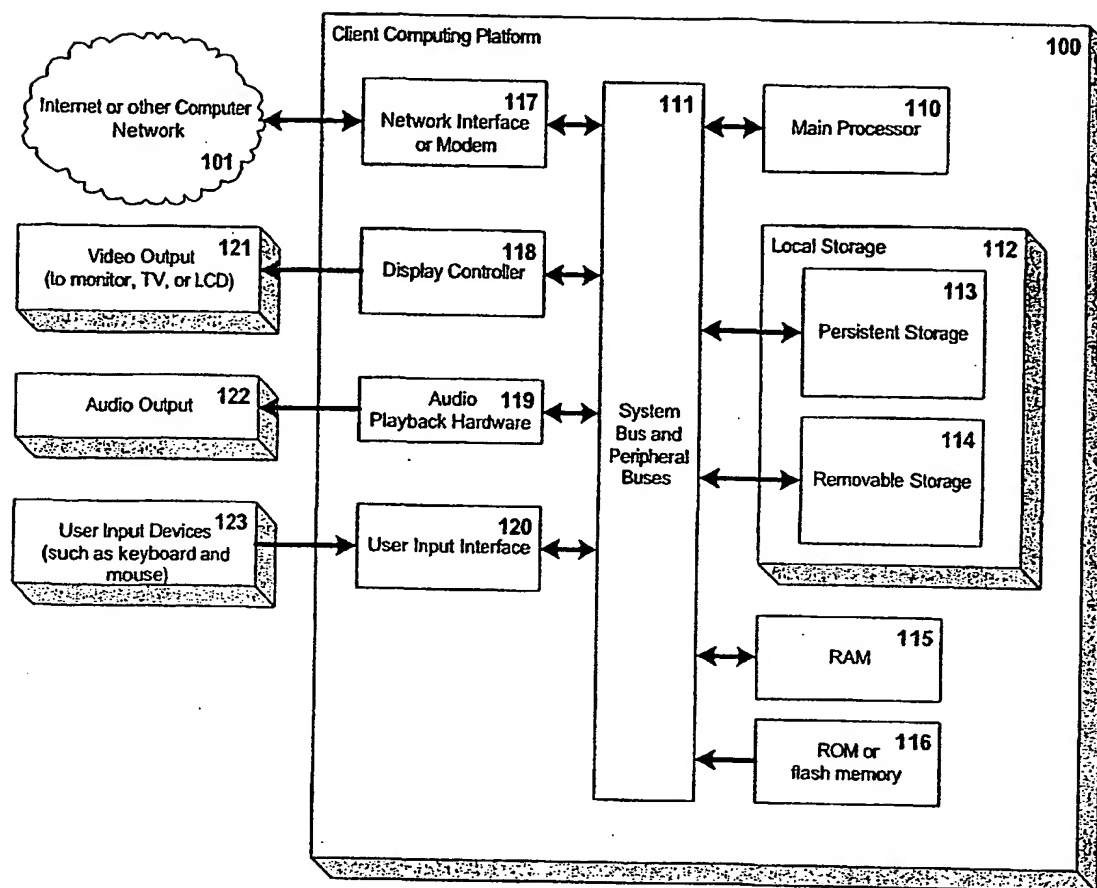 Client Computing Platform
100
Internet or other Computer
Network
101
117
Network Interface
or Modem
111
System
Bus and
Peripheral
Buses
110
Main Processor
Video Output
121
(to monitor, TV, or LCD)
118
Display Controller
Local Storage
112
113
Persistent Storage
114
Removable Storage
Audio Output
122
Audio
119
Playback Hardware
User Input Devices
123
(such as keyboard and
mouse)
120
User Input Interface
115
RAM
ROM or
116
flash memory